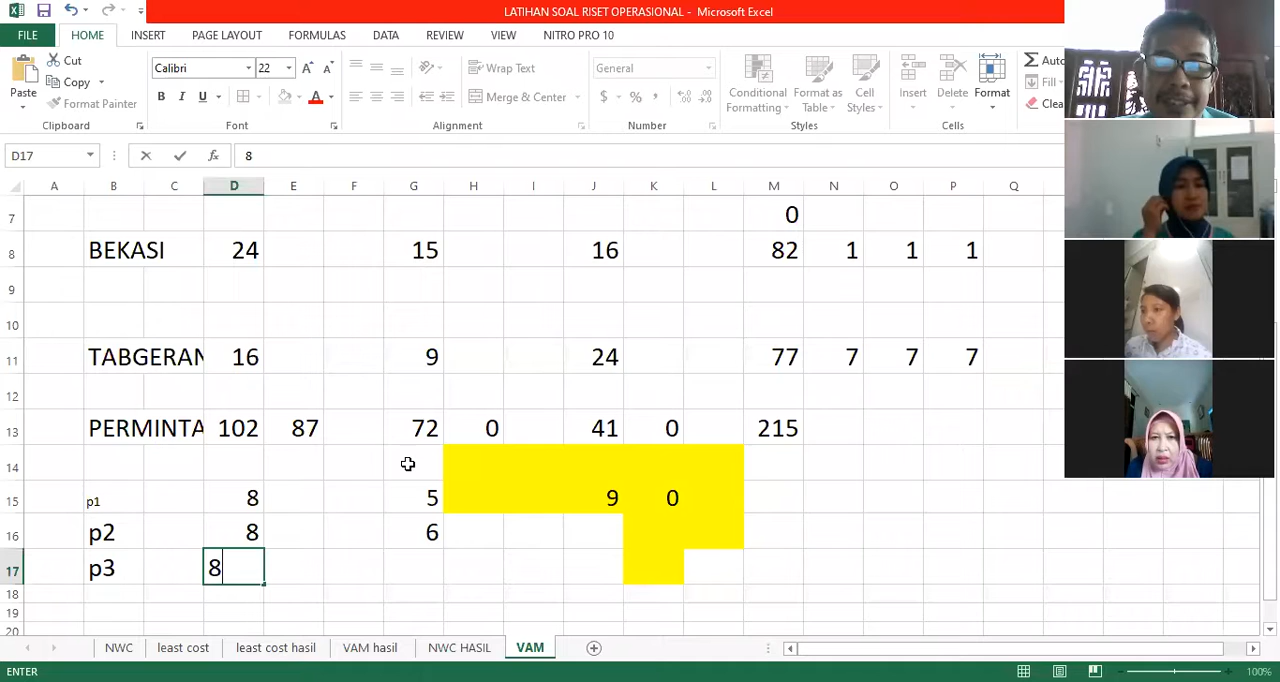 LATIHAN SOAL RISET OPERASIONAL - Microsoft Excel
FILE HOME INSERT PAGE LAYOUT FORMULAS DATA REVIEW VIEW NITRO PRO 10
Cut
Copy
Format Painter
Paste
Calibri 22
B I U
Wrap Text
Merge & Center
General
$ % ,
Conditional Formatting
Format as Table
Cell Styles
Insert Delete Format
Auto
Fill
Clea
Clipboard Font Alignment Number Styles Cells
D17 fx 8
A B C D E F G H I J K L M N O P Q
7 0
8 BEKASI 24 15 16 82 1 1 1
9
10
11 TABGERAN 16 9 24 77 7 7 7
12
13 PERMINTA 102 87 72 0 41 0 215
14
15 p1 8 5 9 0
16 p2 8 6
17 p3 8
18
19
20
NWC least cost least cost hasil VAM hasil NWC HASIL VAM
ENTER 100%